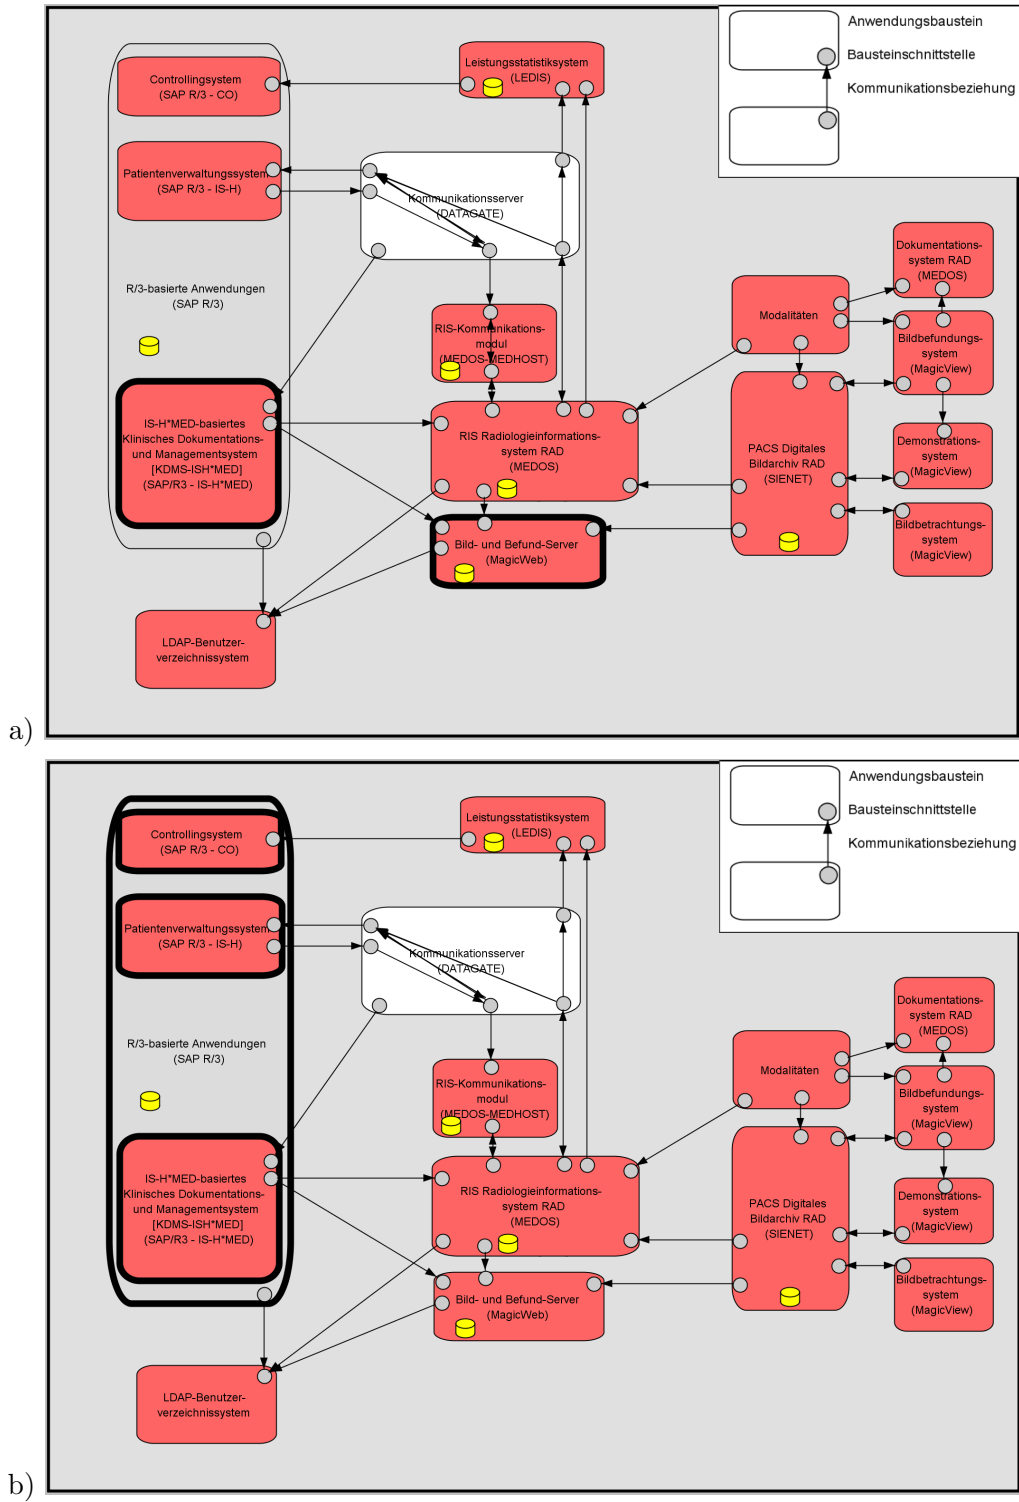 Anwendungsbaustein
Bausteinschnittstelle
Kommunikationsbeziehung
Controllingsystem
(SAP R/3 - CO)
Leistungsstatistiksystem
(LEDIS)
Patientenverwaltungssystem
(SAP R/3 - IS-H)
Kommunikationsserver
(DATAGATE)
R/3-basierte Anwendungen
(SAP R/3)
RIS-Kommunikations-
modul
(MEDOS-MEDHOST)
Modalitäten
Dokumentations-
system RAD
(MEDOS)
Bildbefundungs-
system
(MagicView)
IS-H*MED-basiertes
Klinisches Dokumentations-
und Managementsystem
[KDMS-ISH*MED]
(SAP/R3 - IS-H*MED)
RIS Radiologieinformations-
system RAD
(MEDOS)
PACS Digitales
Bildarchiv RAD
(SIENET)
Demonstrations-
system
(MagicView)
Bildbetrachtungs-
system
(MagicView)
Bild- und Befund-Server
(MagicWeb)
LDAP-Benutzer-
verzeichnissystem
a)
Anwendungsbaustein
Bausteinschnittstelle
Kommunikationsbeziehung
Controllingsystem
(SAP R/3 - CO)
Leistungsstatistiksystem
(LEDIS)
Patientenverwaltungssystem
(SAP R/3 - IS-H)
Kommunikationsserver
(DATAGATE)
R/3-basierte Anwendungen
(SAP R/3)
RIS-Kommunikations-
modul
(MEDOS-MEDHOST)
Modalitäten
Dokumentations-
system RAD
(MEDOS)
Bildbefundungs-
system
(MagicView)
IS-H*MED-basiertes
Klinisches Dokumentations-
und Managementsystem
[KDMS-ISH*MED]
(SAP/R3 - IS-H*MED)
RIS Radiologieinformations-
system RAD
(MEDOS)
PACS Digitales
Bildarchiv RAD
(SIENET)
Demonstrations-
system
(MagicView)
Bildbetrachtungs-
system
(MagicView)
Bild- und Befund-Server
(MagicWeb)
LDAP-Benutzer-
verzeichnissystem
b)